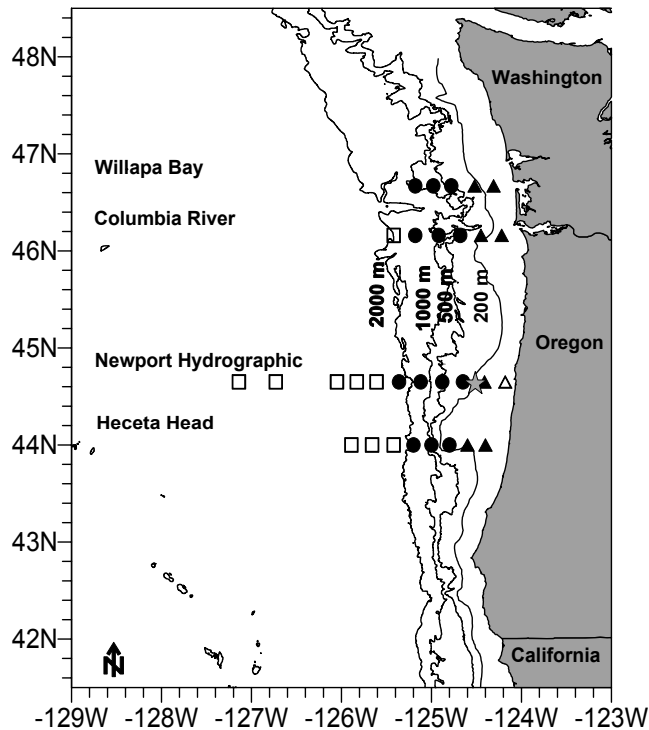 48N
Washington
47N
Willapa Bay
Columbia River
46N
2000 m
1000 m
500 m
200 m
45N
Oregon
Newport Hydrographic
Heceta Head
44N
43N
42N
California
N
-129W
-128W
-127W
-126W
-125W
-124W
-123W